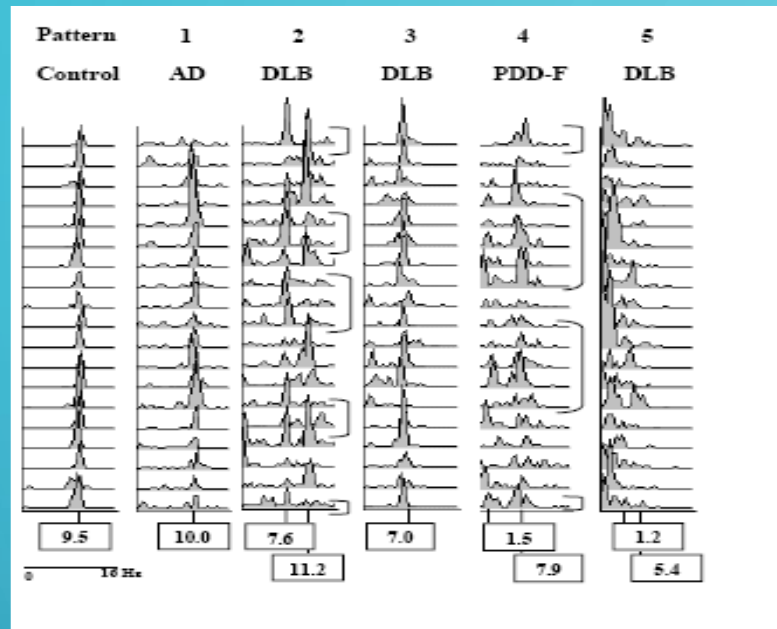 Pattern 1 2 3 4 5
Control AD DLB DLB PDD-F DLB
9.5 10.0 7.6 7.0 1.5 1.2
11.2 7.9 5.4
0 16 Hz